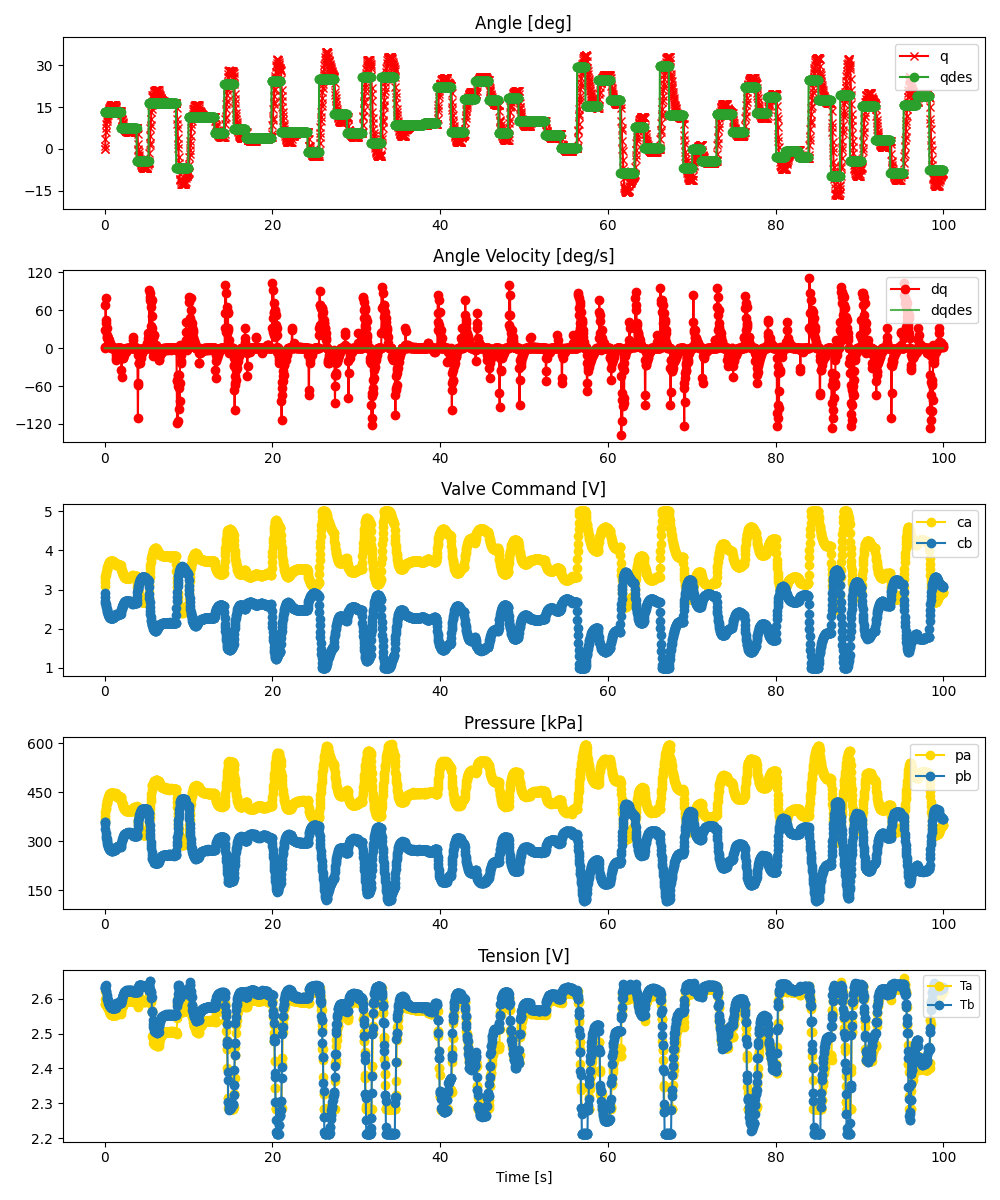 Angle [deg]
30
15
0
−15
q
qdes
0 20 40 60 80 100
Angle Velocity [deg/s]
120
60
0
−60
−120
dq
dqdes
0 20 40 60 80 100
Valve Command [V]
5
4
3
2
1
ca
cb
0 20 40 60 80 100
Pressure [kPa]
600
450
300
150
pa
pb
0 20 40 60 80 100
Tension [V]
2.6
2.5
2.4
2.3
2.2
Ta
Tb
0 20 40 60 80 100
Time [s]